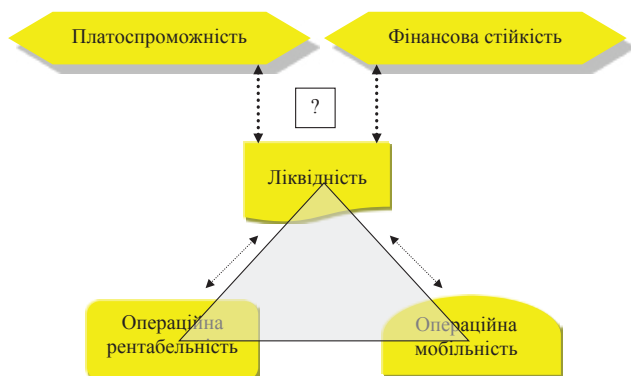 Платоспроможність
Фінансова стійкість
?
Ліквідність
Операційна
рентабельність
Операційна
мобільність